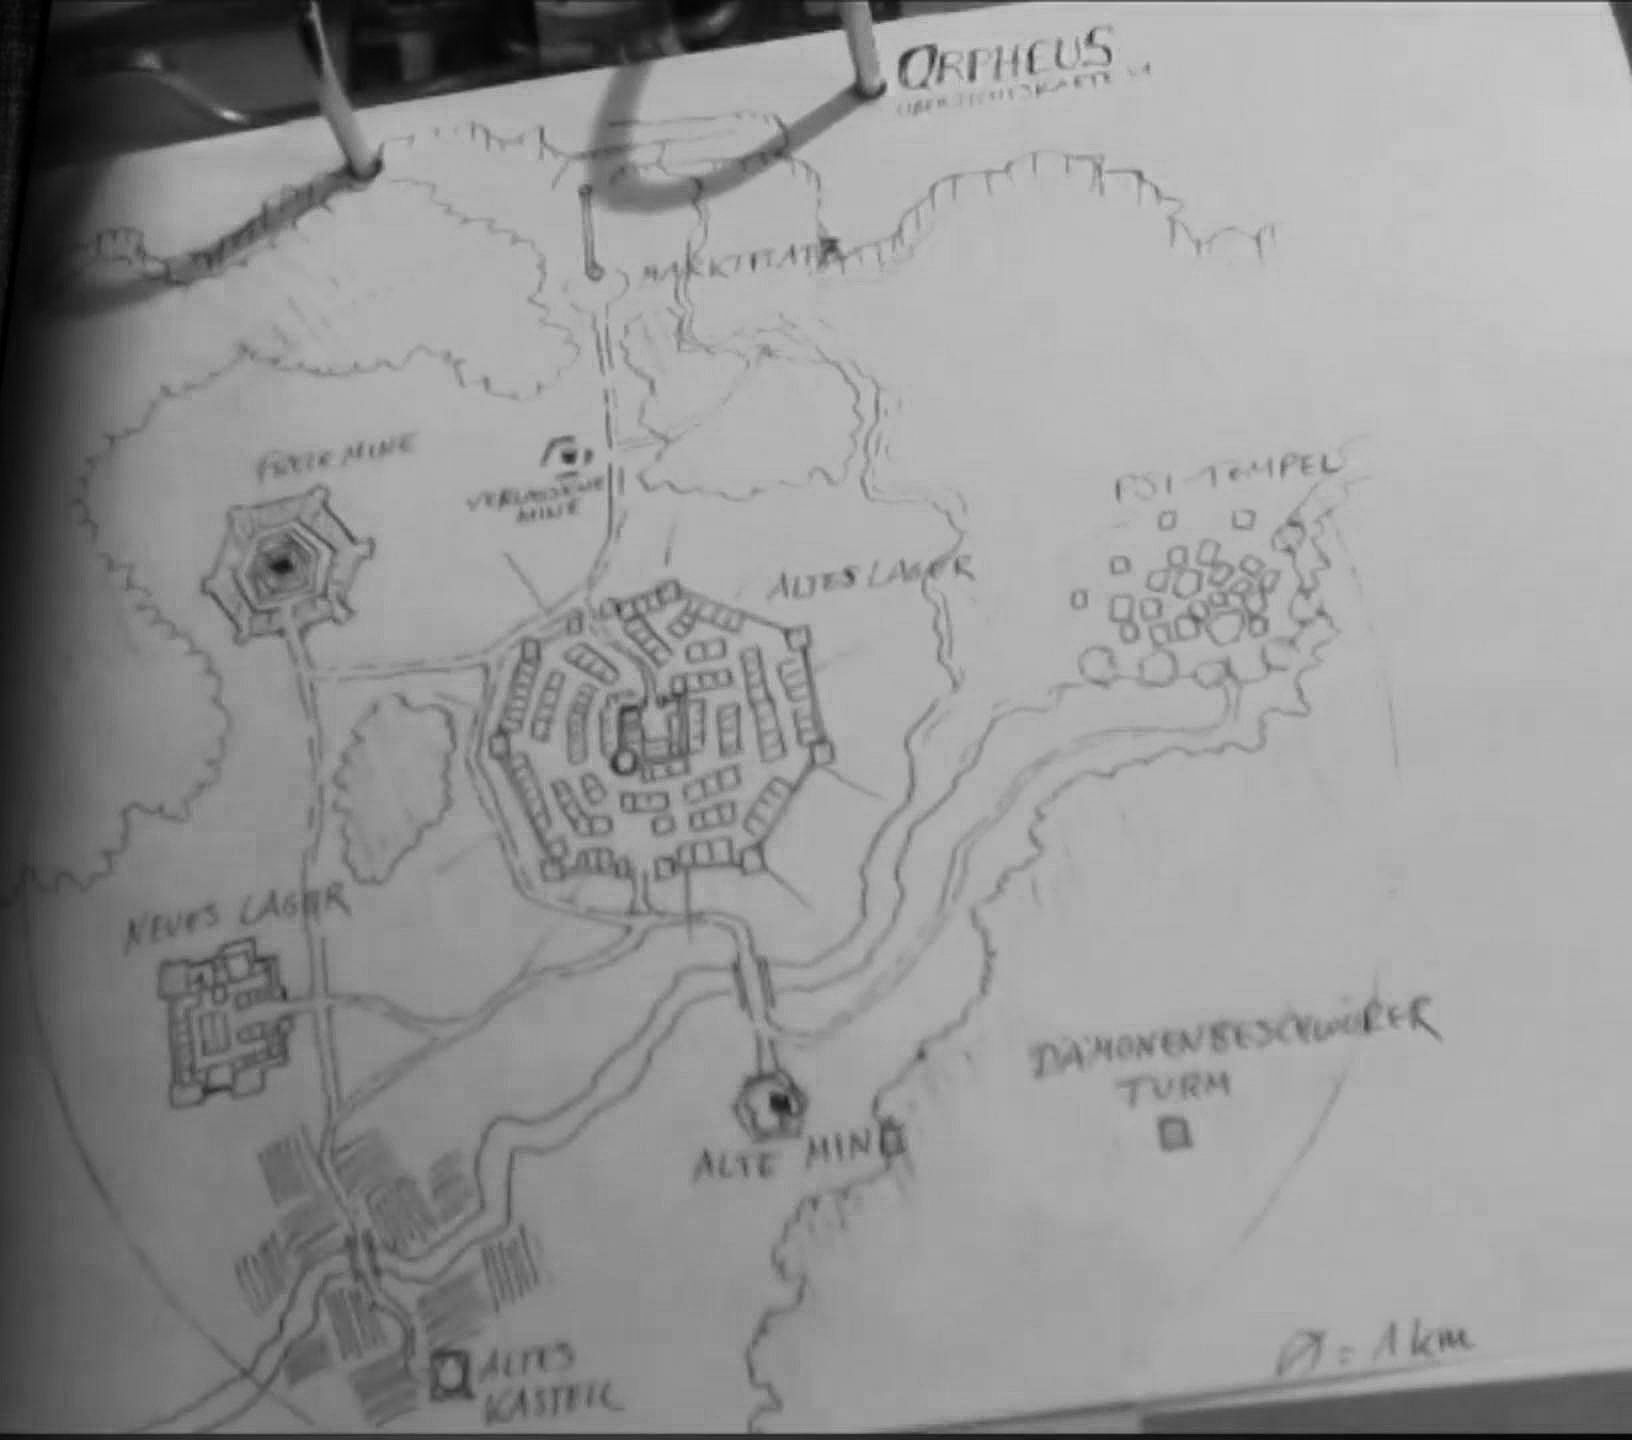 ORPHEUS
ÜBERSICHTSKARTE V1
MARKTPLATZ
FREIE MINE
VERLASSENE
MINE
PSI-TEMPEL
ALTES LAGER
NEUES LAGER
DÄMONENBESCHWÖRER
TURM
ALTE MINE
ALTES
KASTELL
Ø = 1 km